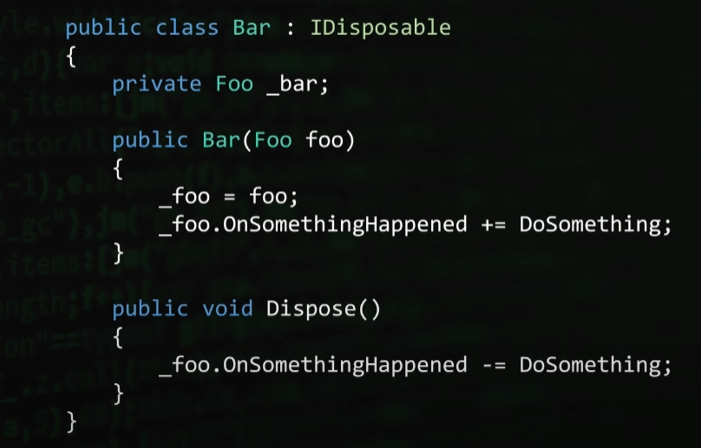 public class Bar : IDisposable
{
private Foo _bar;
public Bar(Foo foo)
{
_foo = foo;
_foo.OnSomethingHappened += DoSomething;
}
public void Dispose()
{
_foo.OnSomethingHappened -= DoSomething;
}
}